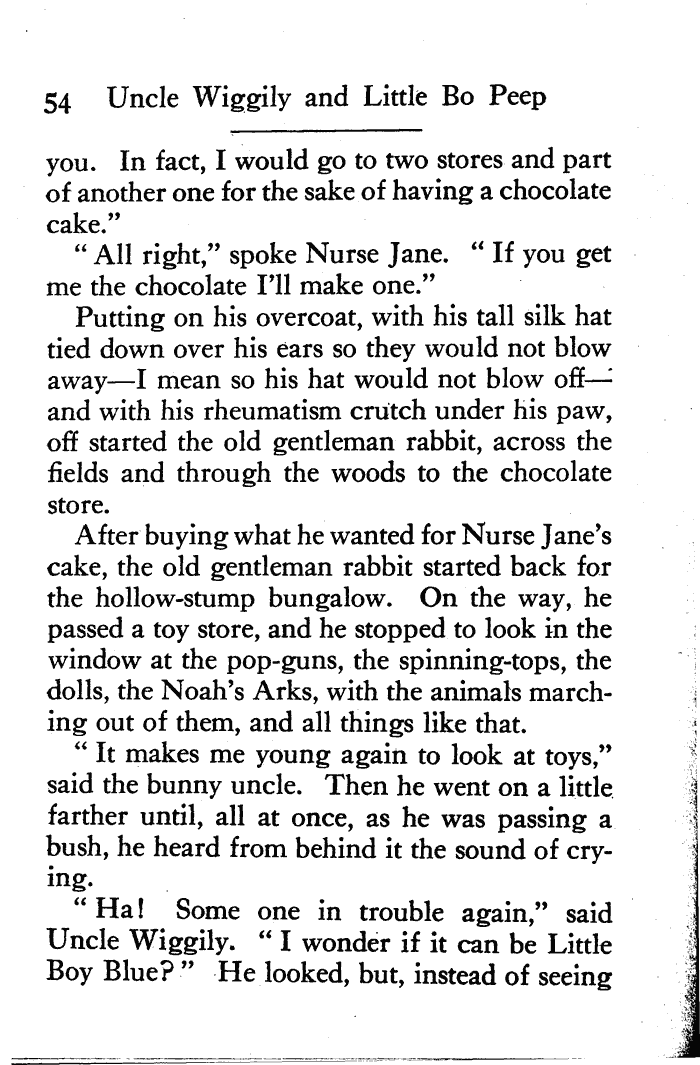 54 Uncle Wiggily and Little Bo Peep
you. In fact, I would go to two stores and part
of another one for the sake of having a chocolate
cake.”
“ All right,” spoke Nurse Jane. “ If you get
me the chocolate I’ll make one.”
Putting on his overcoat, with his tall silk hat
tied down over his ears so they would not blow
away—I mean so his hat would not blow off—
and with his rheumatism crutch under his paw,
off started the old gentleman rabbit, across the
fields and through the woods to the chocolate
store.
After buying what he wanted for Nurse Jane’s
cake, the old gentleman rabbit started back for
the hollow-stump bungalow. On the way, he
passed a toy store, and he stopped to look in the
window at the pop-guns, the spinning-tops, the
dolls, the Noah’s Arks, with the animals march-
ing out of them, and all things like that.
“ It makes me young again to look at toys,”
said the bunny uncle. Then he went on a little
farther until, all at once, as he was passing a
bush, he heard from behind it the sound of cry-
ing.
“ Ha! Some one in trouble again,” said
Uncle Wiggily. “ I wonder if it can be Little
Boy Blue? ” He looked, but, instead of seeing